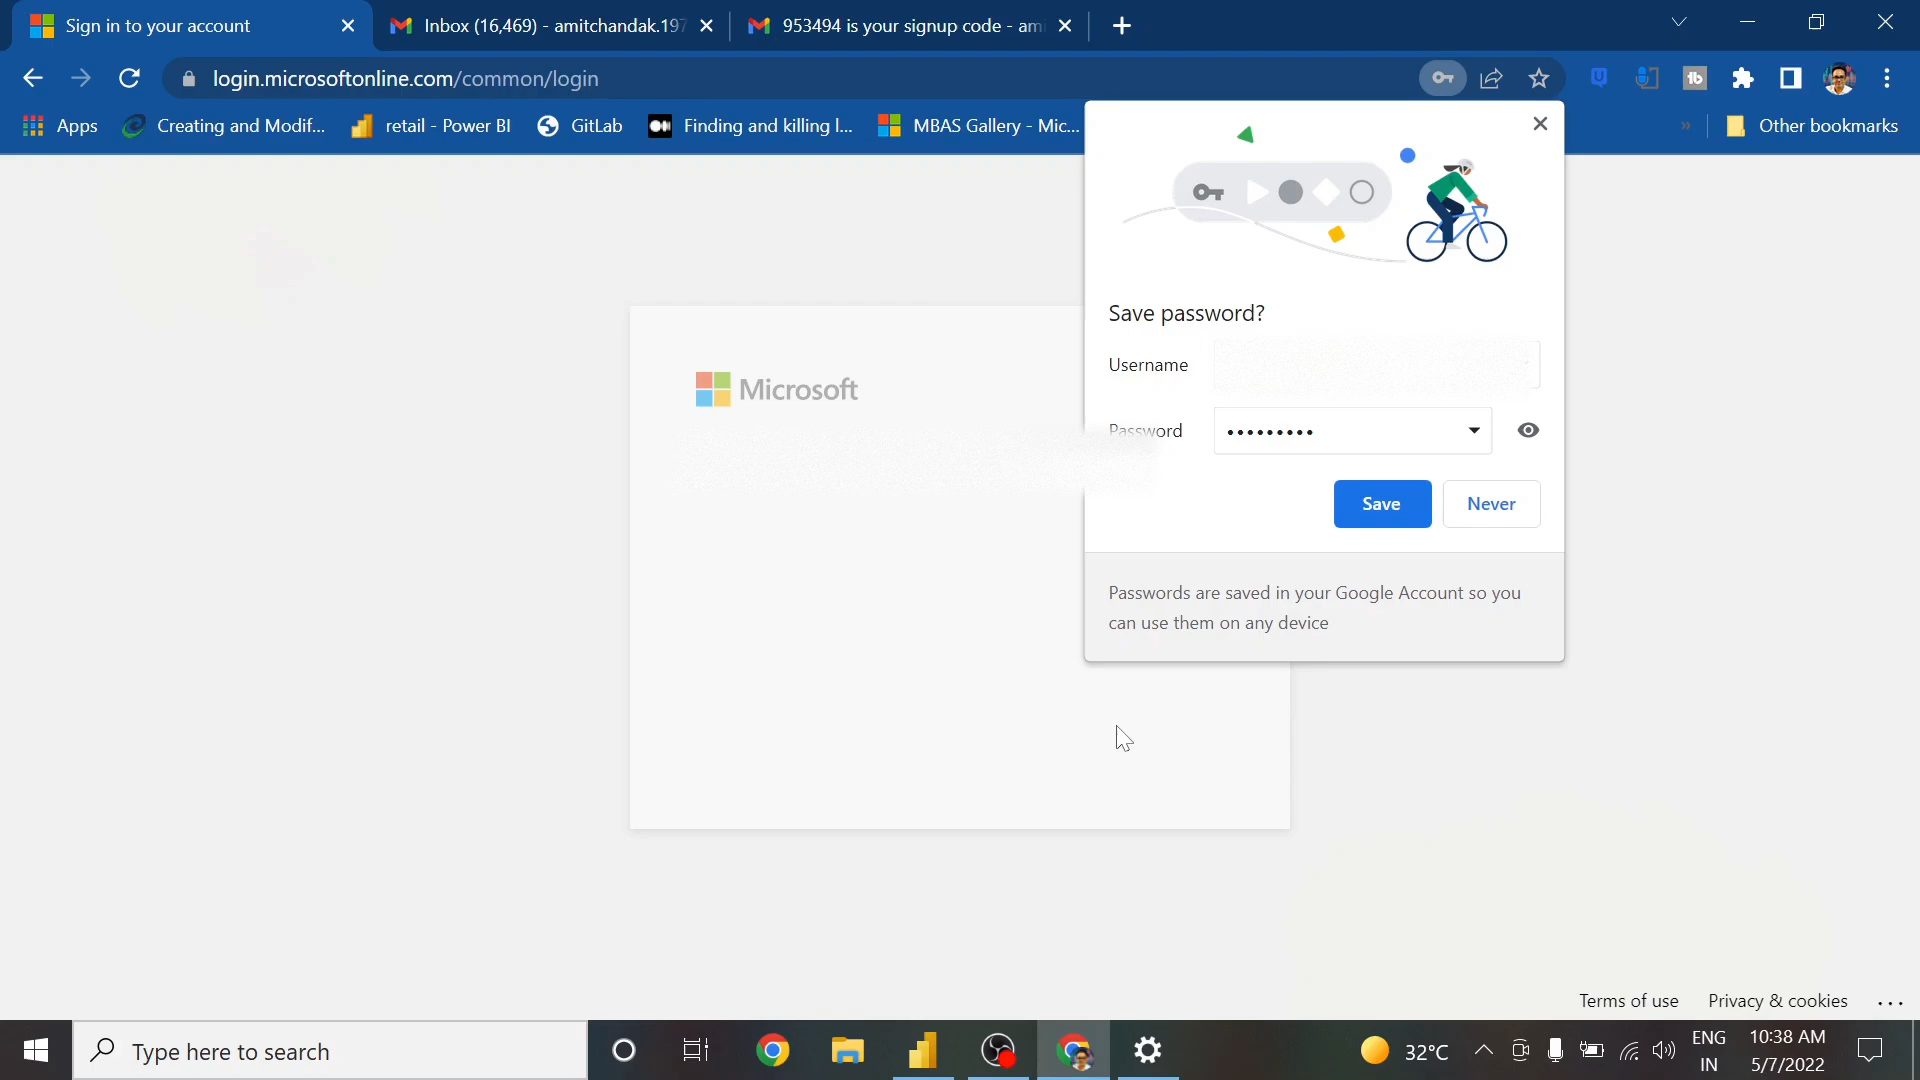 Sign in to your account
Inbox (16,469) - amitchandak.197
953494 is your signup code - am
login.microsoftonline.com/common/login
Apps
Creating and Modif...
retail - Power BI
GitLab
Finding and killing l...
MBAS Gallery - Mic...
Other bookmarks
Save password?
Username
Password
Save
Never
Passwords are saved in your Google Account so you
can use them on any device
Microsoft
Terms of use
Privacy & cookies
Type here to search
32°C
ENG
IN
10:38 AM
5/7/2022